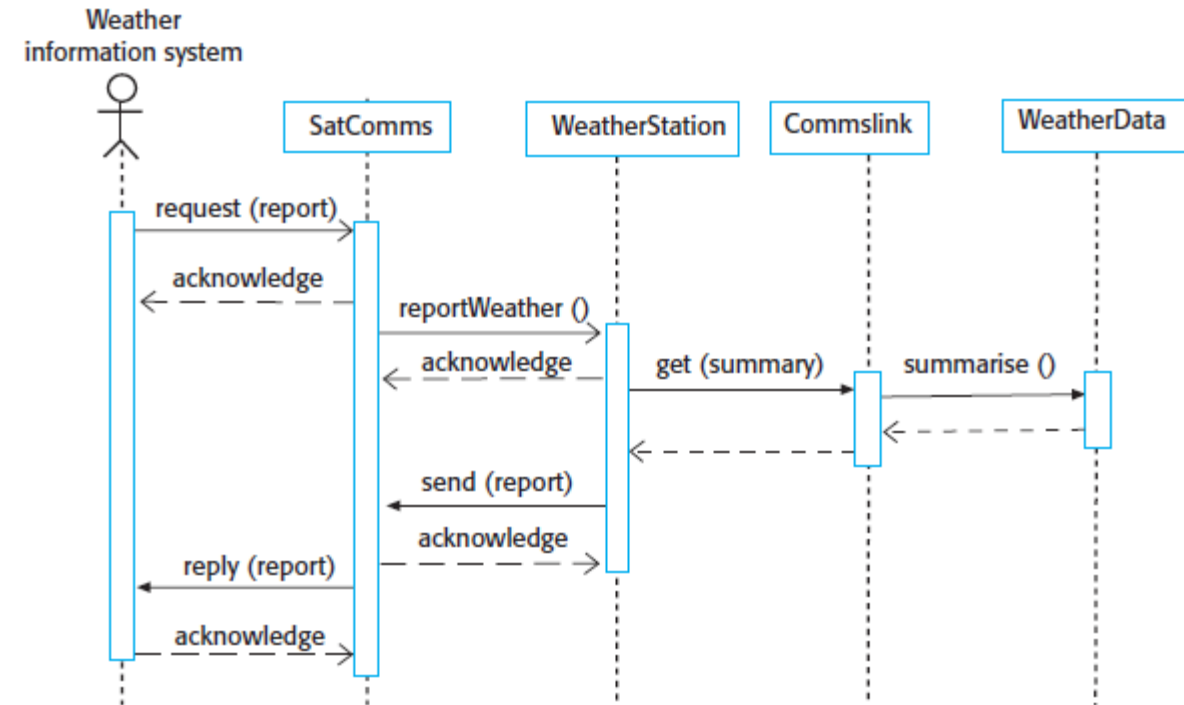 Weather
information system
SatComms
WeatherStation
Commslink
WeatherData
request (report)
acknowledge
reportWeather ()
acknowledge
get (summary)
summarise ()
send (report)
acknowledge
reply (report)
acknowledge